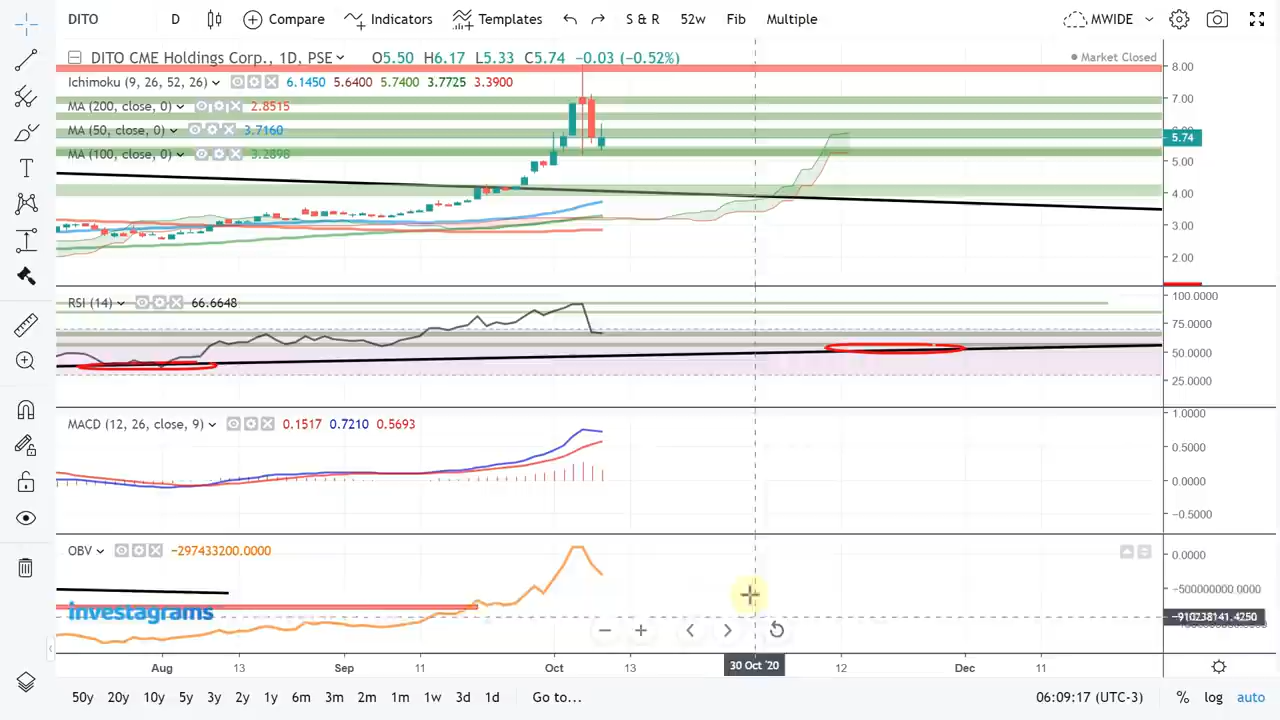 DITO D Compare Indicators Templates S & R 52w Fib Multiple MWIDE
DITO CME Holdings Corp., 1D, PSE O5.50 H6.17 L5.33 C5.74 −0.03 (−0.52%) Market Closed
Ichimoku (9, 26, 52, 26) 6.1450 5.6400 5.7400 3.7725 3.3900
MA (200, close, 0) 2.8515
MA (50, close, 0) 3.7160
MA (100, close, 0) 3.2898
8.00
7.00
5.74
5.00
4.00
3.00
2.00
RSI (14) 66.6648
100.0000
75.0000
50.0000
25.0000
MACD (12, 26, close, 9) 0.1517 0.7210 0.5693
1.0000
0.5000
0.0000
−0.5000
OBV −297433200.0000
0.0000
−500000000.0000
−910238141.4250
investagrams
Aug 13 Sep 11 Oct 13 30 Oct '20 12 Dec 11
50y 20y 10y 5y 3y 2y 1y 6m 3m 2m 1m 1w 3d 1d Go to... 06:09:17 (UTC-3) % log auto